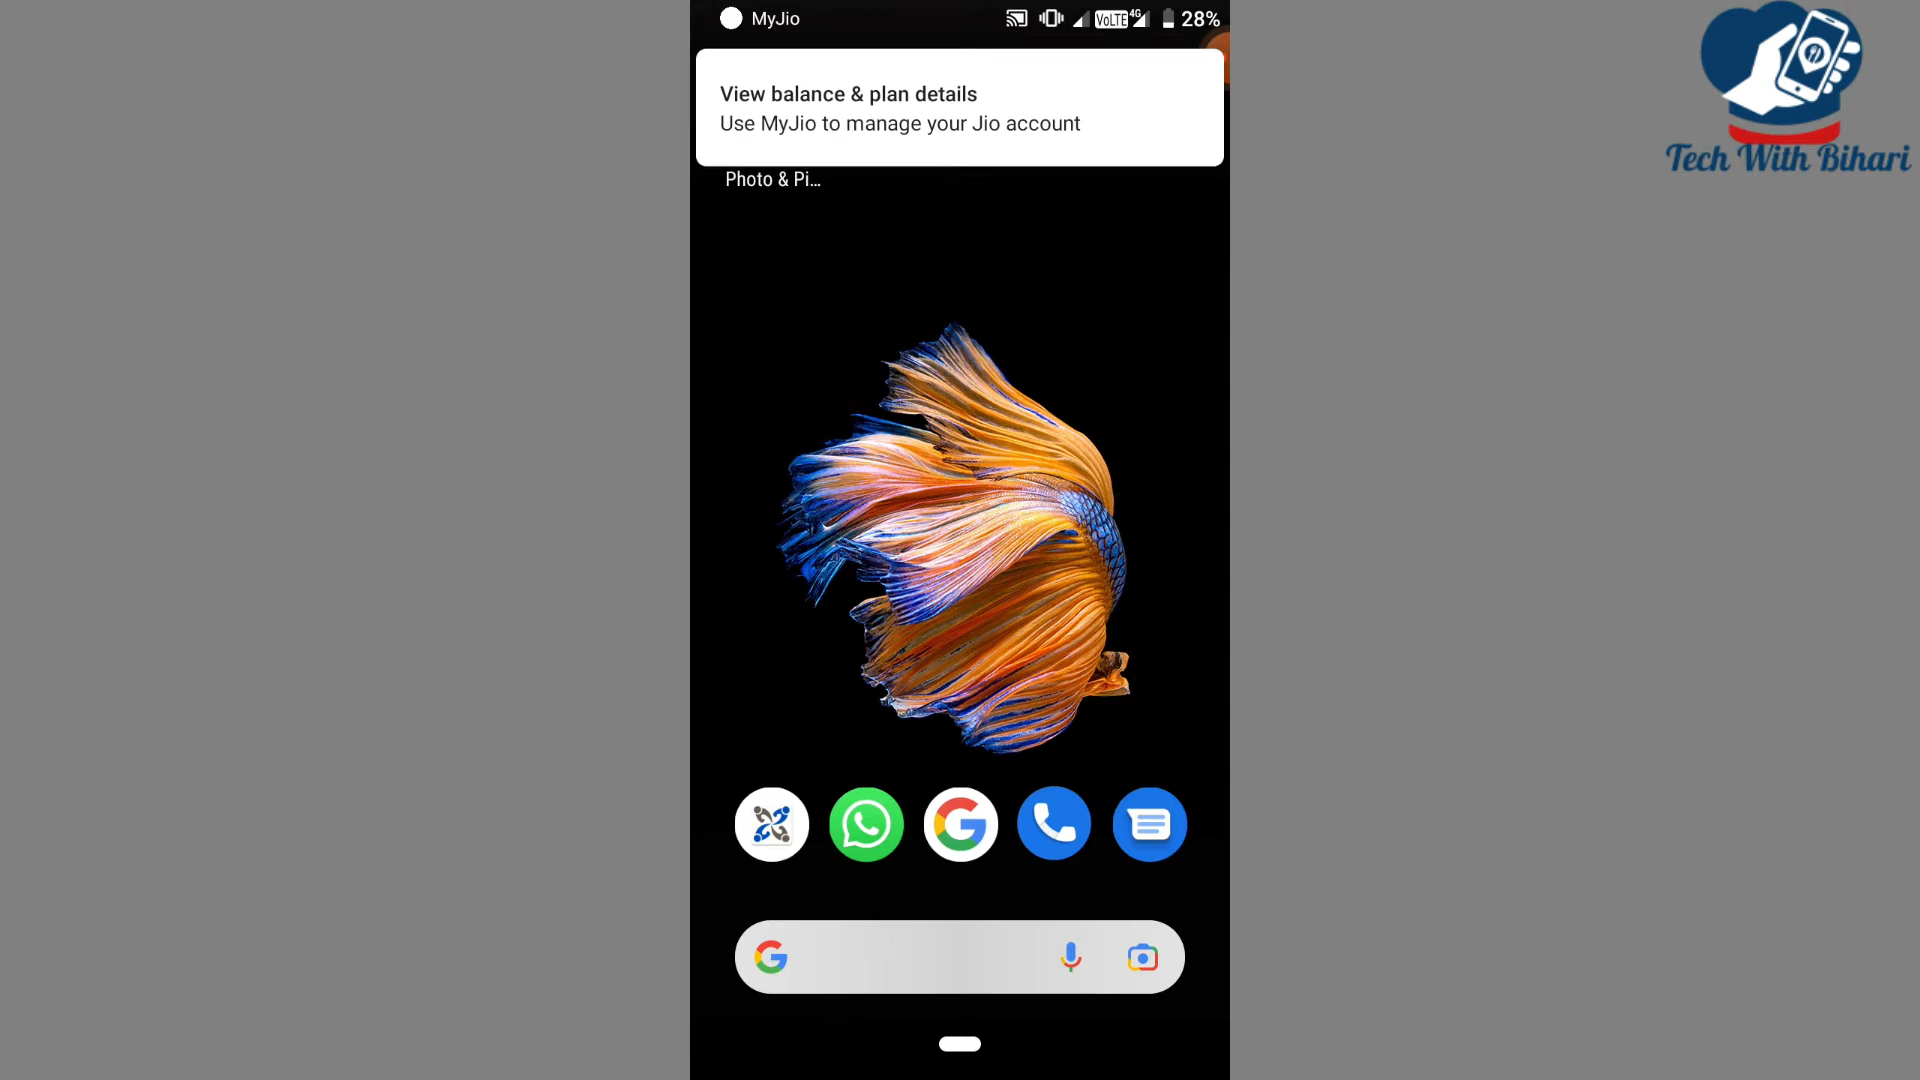 MyJio
VoLTE 4G 28%
View balance & plan details
Use MyJio to manage your Jio account
Photo & Pi...
Tech With Bihari